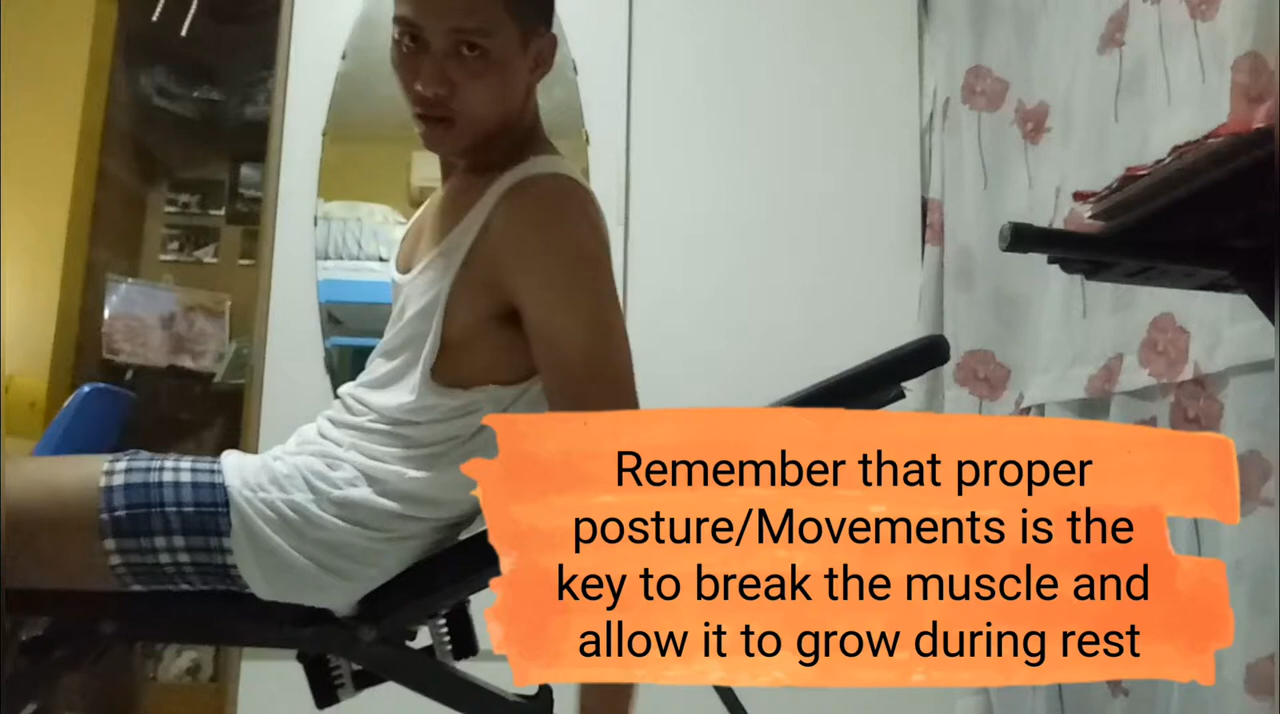 Remember that proper
posture/Movements is the
key to break the muscle and
allow it to grow during rest